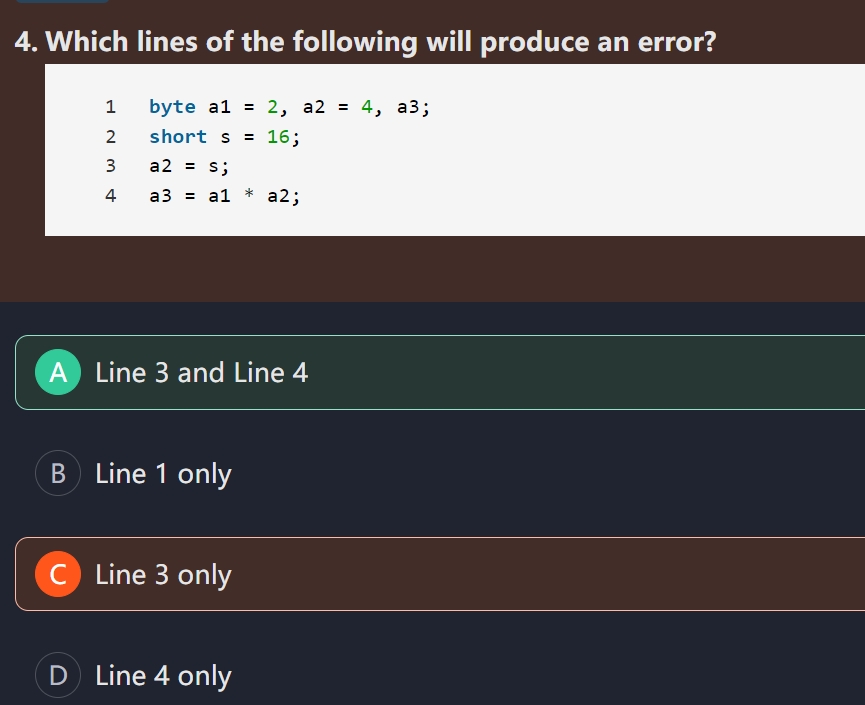 4. Which lines of the following will produce an error?
1 byte a1 = 2, a2 = 4, a3;
2 short s = 16;
3 a2 = s;
4 a3 = a1 * a2;
A Line 3 and Line 4
B Line 1 only
C Line 3 only
D Line 4 only